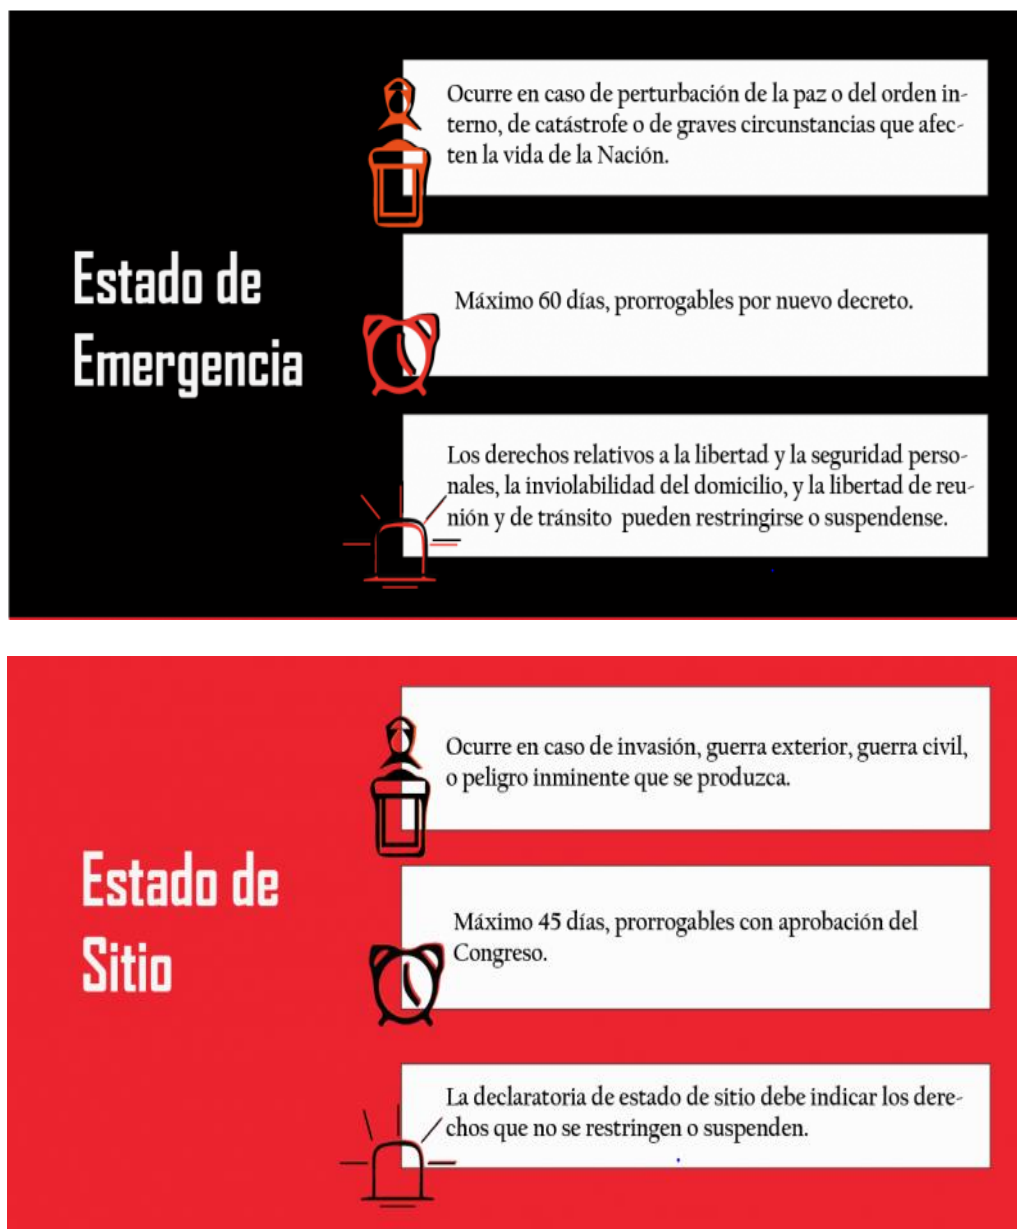 Estado de
Emergencia
Ocurre en caso de perturbación de la paz o del orden in-
terno, de catástrofe o de graves circunstancias que afec-
ten la vida de la Nación.
Máximo 60 días, prorrogables por nuevo decreto.
Los derechos relativos a la libertad y la seguridad perso-
nales, la inviolabilidad del domicilio, y la libertad de reu-
nión y de tránsito pueden restringirse o suspendense.
Estado de
Sitio
Ocurre en caso de invasión, guerra exterior, guerra civil,
o peligro inminente que se produzca.
Máximo 45 días, prorrogables con aprobación del
Congreso.
La declaratoria de estado de sitio debe indicar los dere-
chos que no se restringen o suspenden.